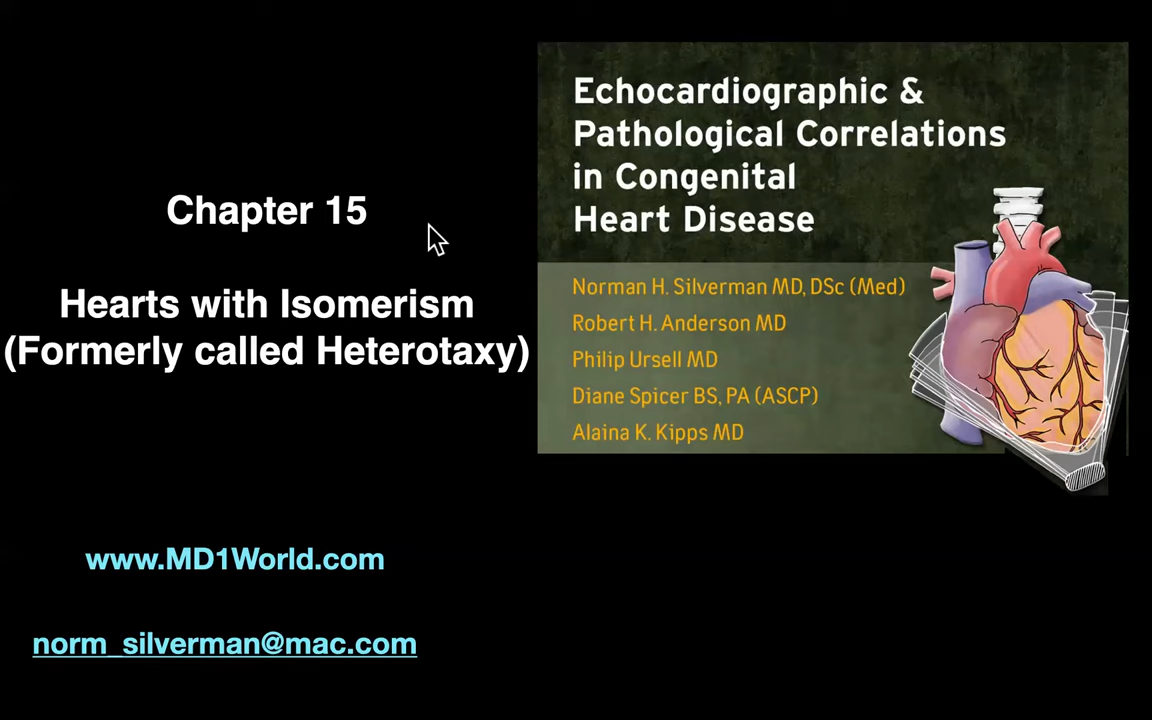 Chapter 15
Hearts with Isomerism
(Formerly called Heterotaxy)
www.MD1World.com
norm_silverman@mac.com
Echocardiographic &
Pathological Correlations
in Congenital
Heart Disease
Norman H. Silverman MD, DSc (Med)
Robert H. Anderson MD
Philip Ursell MD
Diane Spicer BS, PA (ASCP)
Alaina K. Kipps MD